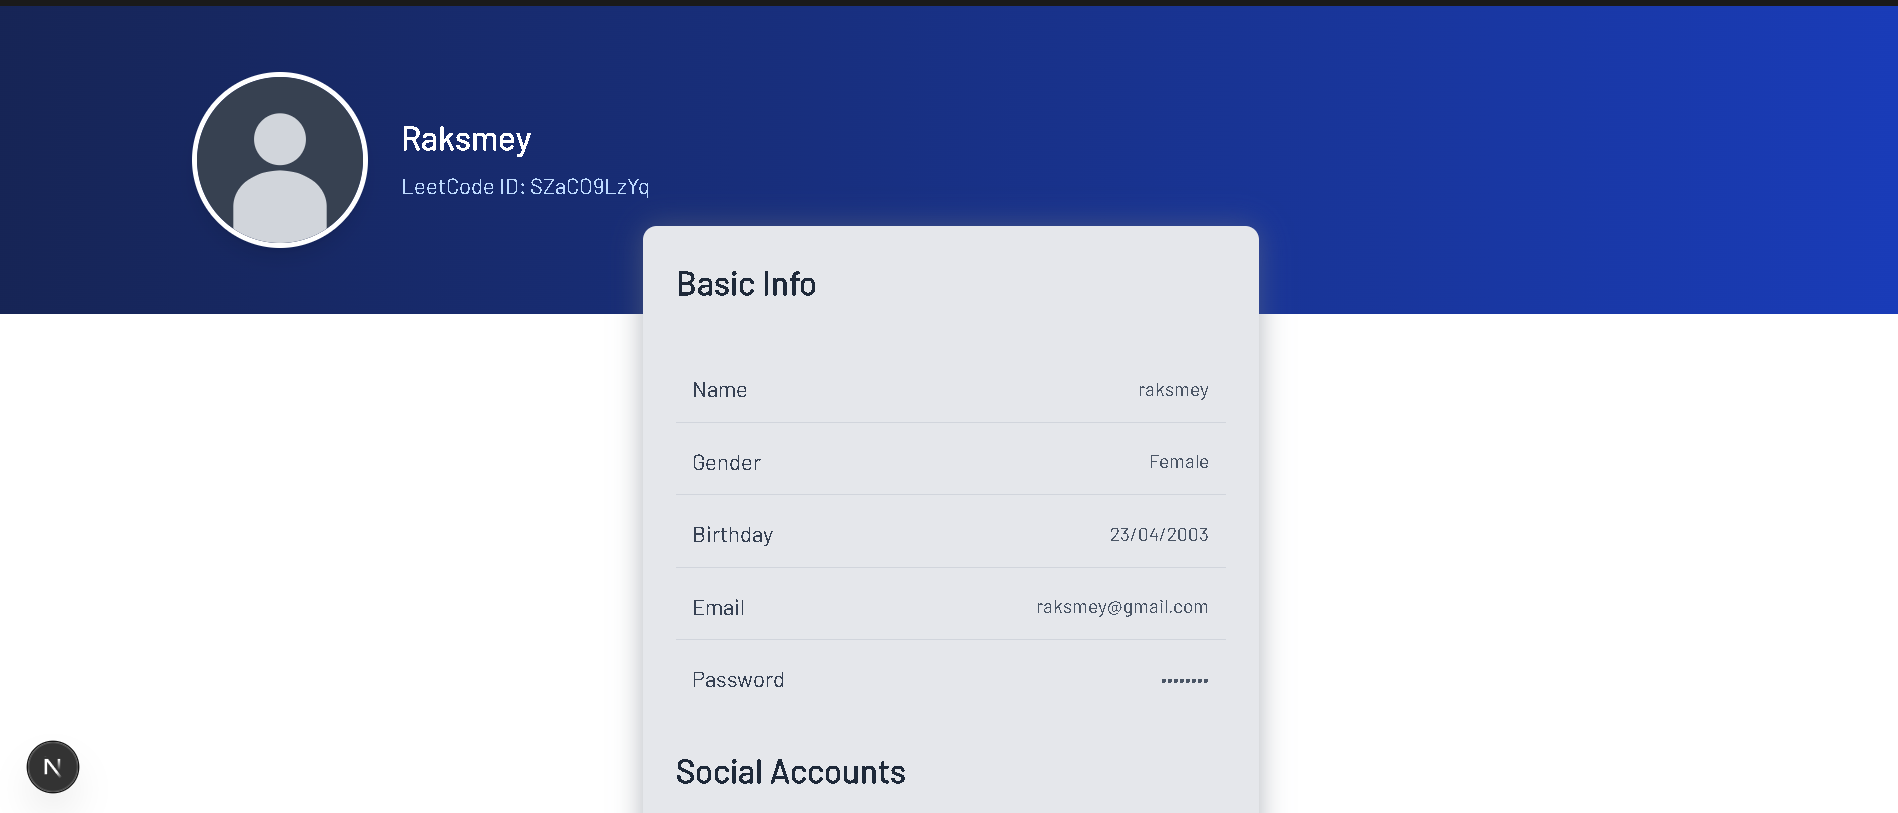 Raksmey
LeetCode ID: SZaCO9LzYq
Basic Info
Name raksmey
Gender Female
Birthday 23/04/2003
Email raksmey@gmail.com
Password ••••••••
Social Accounts
N